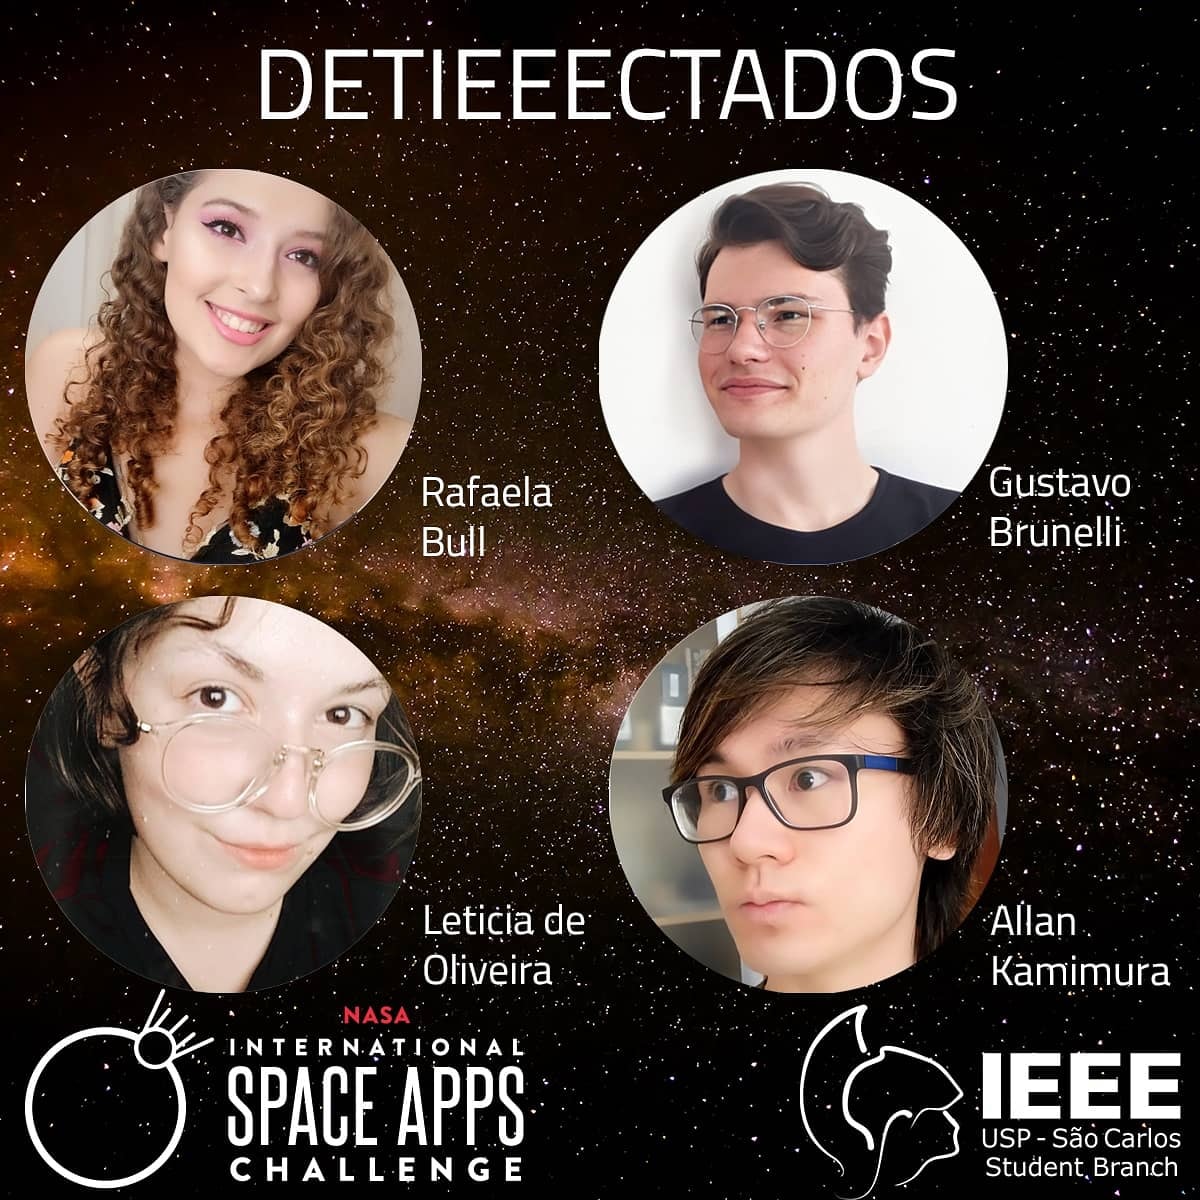 DETIEEECTADOS
Rafaela
Bull
Gustavo
Brunelli
Leticia de
Oliveira
Allan
Kamimura
NASA
INTERNATIONAL
SPACE APPS
CHALLENGE
IEEE
USP - São Carlos
Student Branch